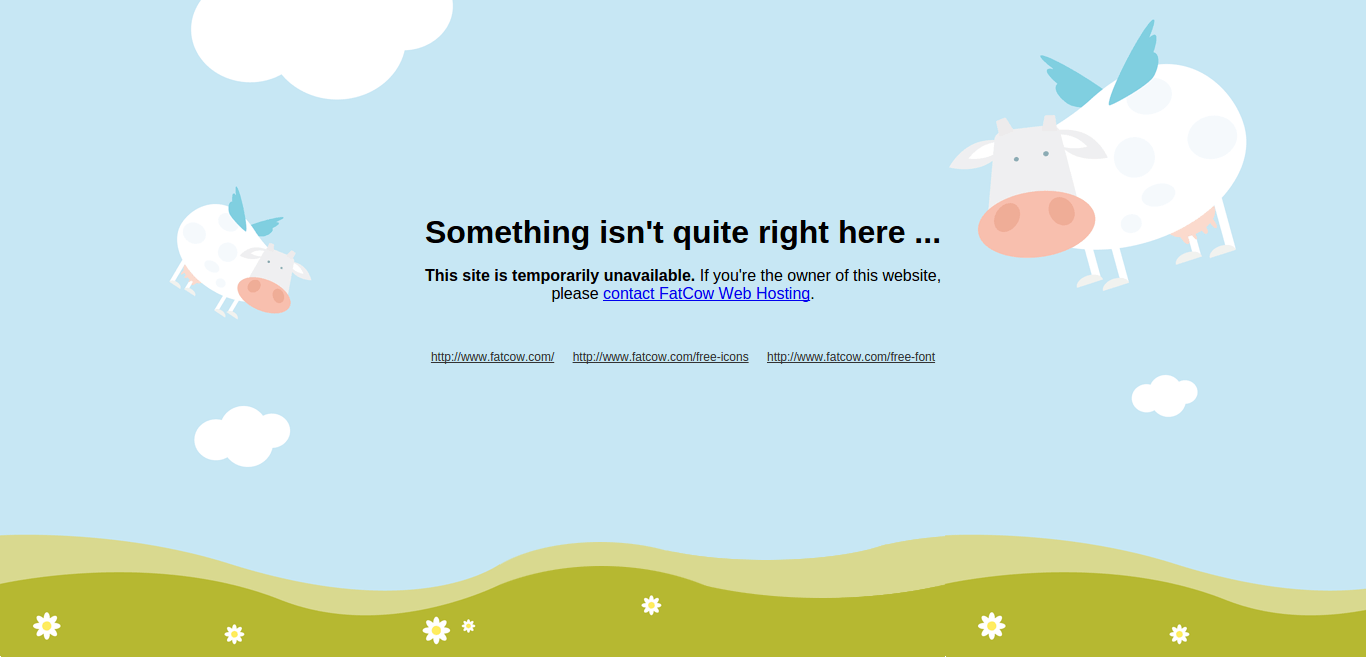 Something isn't quite right here ...
This site is temporarily unavailable. If you're the owner of this website,
please contact FatCow Web Hosting.
http://www.fatcow.com/ http://www.fatcow.com/free-icons http://www.fatcow.com/free-font